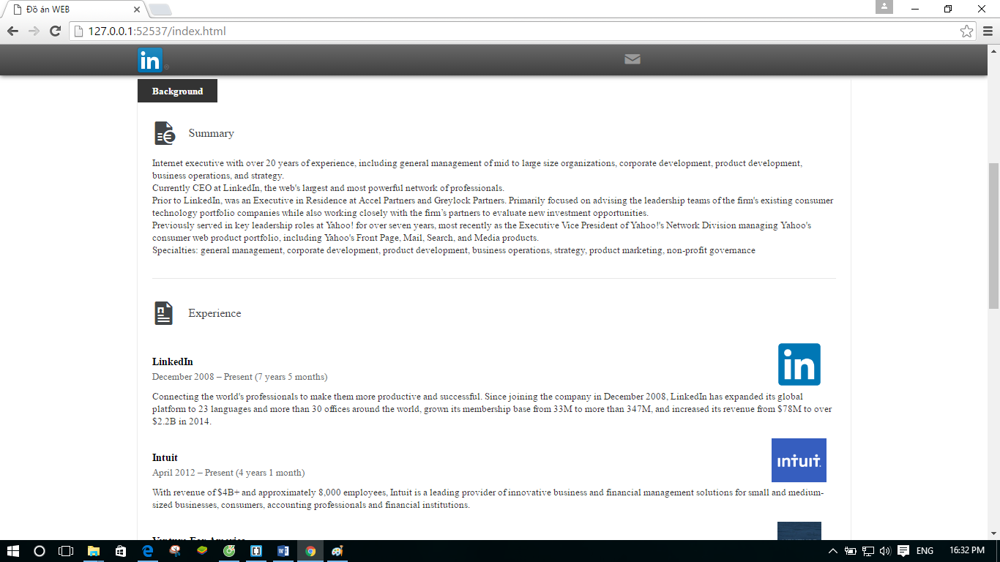 Đồ án WEB
127.0.0.1:52537/index.html
in
Background
Summary
Internet executive with over 20 years of experience, including general management of mid to large size organizations, corporate development, product development,
business operations, and strategy.
Currently CEO at LinkedIn, the web's largest and most powerful network of professionals.
Prior to LinkedIn, was an Executive in Residence at Accel Partners and Greylock Partners. Primarily focused on advising the leadership teams of the firm's existing consumer
technology portfolio companies while also working closely with the firm’s partners to evaluate new investment opportunities.
Previously served in key leadership roles at Yahoo! for over seven years, most recently as the Executive Vice President of Yahoo!'s Network Division managing Yahoo's
consumer web product portfolio, including Yahoo's Front Page, Mail, Search, and Media products.
Specialties: general management, corporate development, product development, business operations, strategy, product marketing, non-profit governance
Experience
in
LinkedIn
December 2008 – Present (7 years 5 months)
Connecting the world's professionals to make them more productive and successful. Since joining the company in December 2008, LinkedIn has expanded its global
platform to 23 languages and more than 30 offices around the world, grown its membership base from 33M to more than 347M, and increased its revenue from $78M to over
$2.2B in 2014.
Intuit
intuit.
April 2012 – Present (4 years 1 month)
With revenue of $4B+ and approximately 8,000 employees, Intuit is a leading provider of innovative business and financial management solutions for small and medium-
sized businesses, consumers, accounting professionals and financial institutions.
Venture For America
ENG
16:32 PM